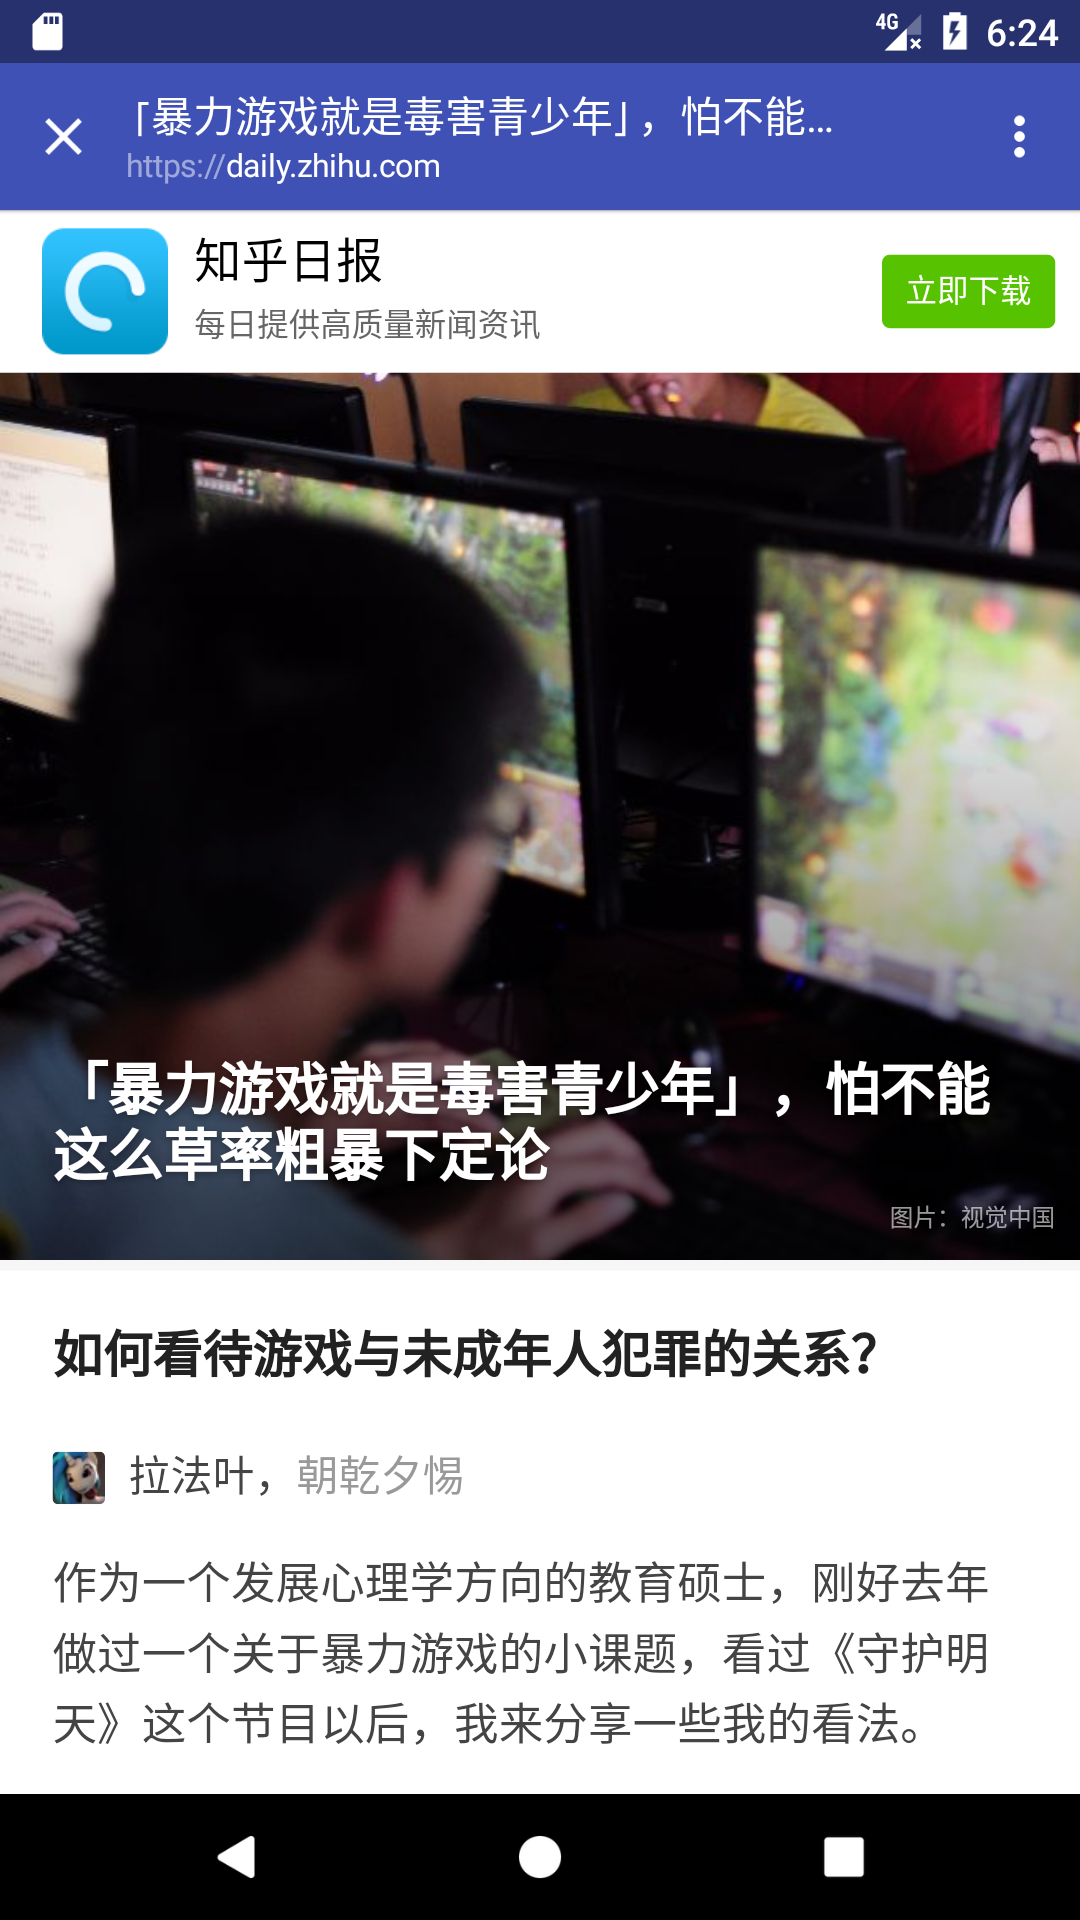 4G 6:24
「暴力游戏就是毒害青少年」，怕不能…
https://daily.zhihu.com
知乎日报
每日提供高质量新闻资讯
立即下载
「暴力游戏就是毒害青少年」，怕不能
这么草率粗暴下定论
图片：视觉中国
如何看待游戏与未成年人犯罪的关系？
拉法叶，朝乾夕惕
作为一个发展心理学方向的教育硕士，刚好去年
做过一个关于暴力游戏的小课题，看过《守护明
天》这个节目以后，我来分享一些我的看法。